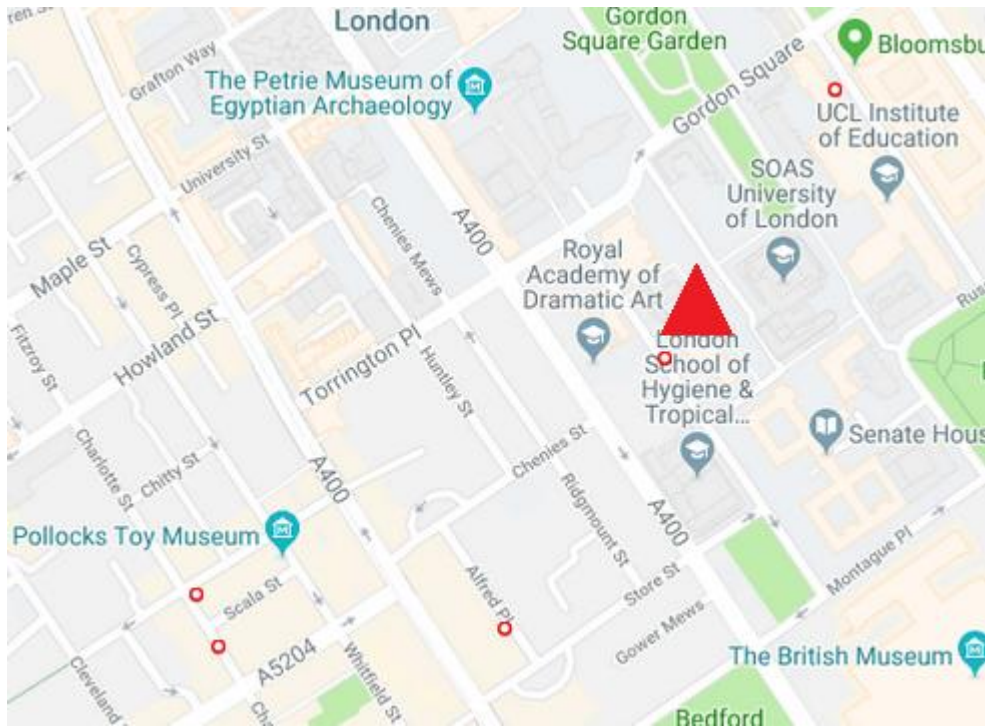 London
Gordon
Square Garden
Bloomsbu
Grafton Way
The Petrie Museum of
Egyptian Archaeology
Gordon Square
UCL Institute
of Education
University St
SOAS
University
of London
Chenies Mews
A400
Maple St
Cypress Pl
Royal
Academy of
Dramatic Art
Rus
Howland St
Fitzroy St
Torrington Pl
London
School of
Hygiene &
Tropical...
Huntley St
Senate Hous
Charlotte St
Chitty St
Chenies St
A400
Ridgmount St
A400
Pollocks Toy Museum
Scala St
Alfred Pl
Store St
Montague Pl
Gower Mews
A5204
Whitfield St
Cleveland St
The British Museum
Cha
Bedford